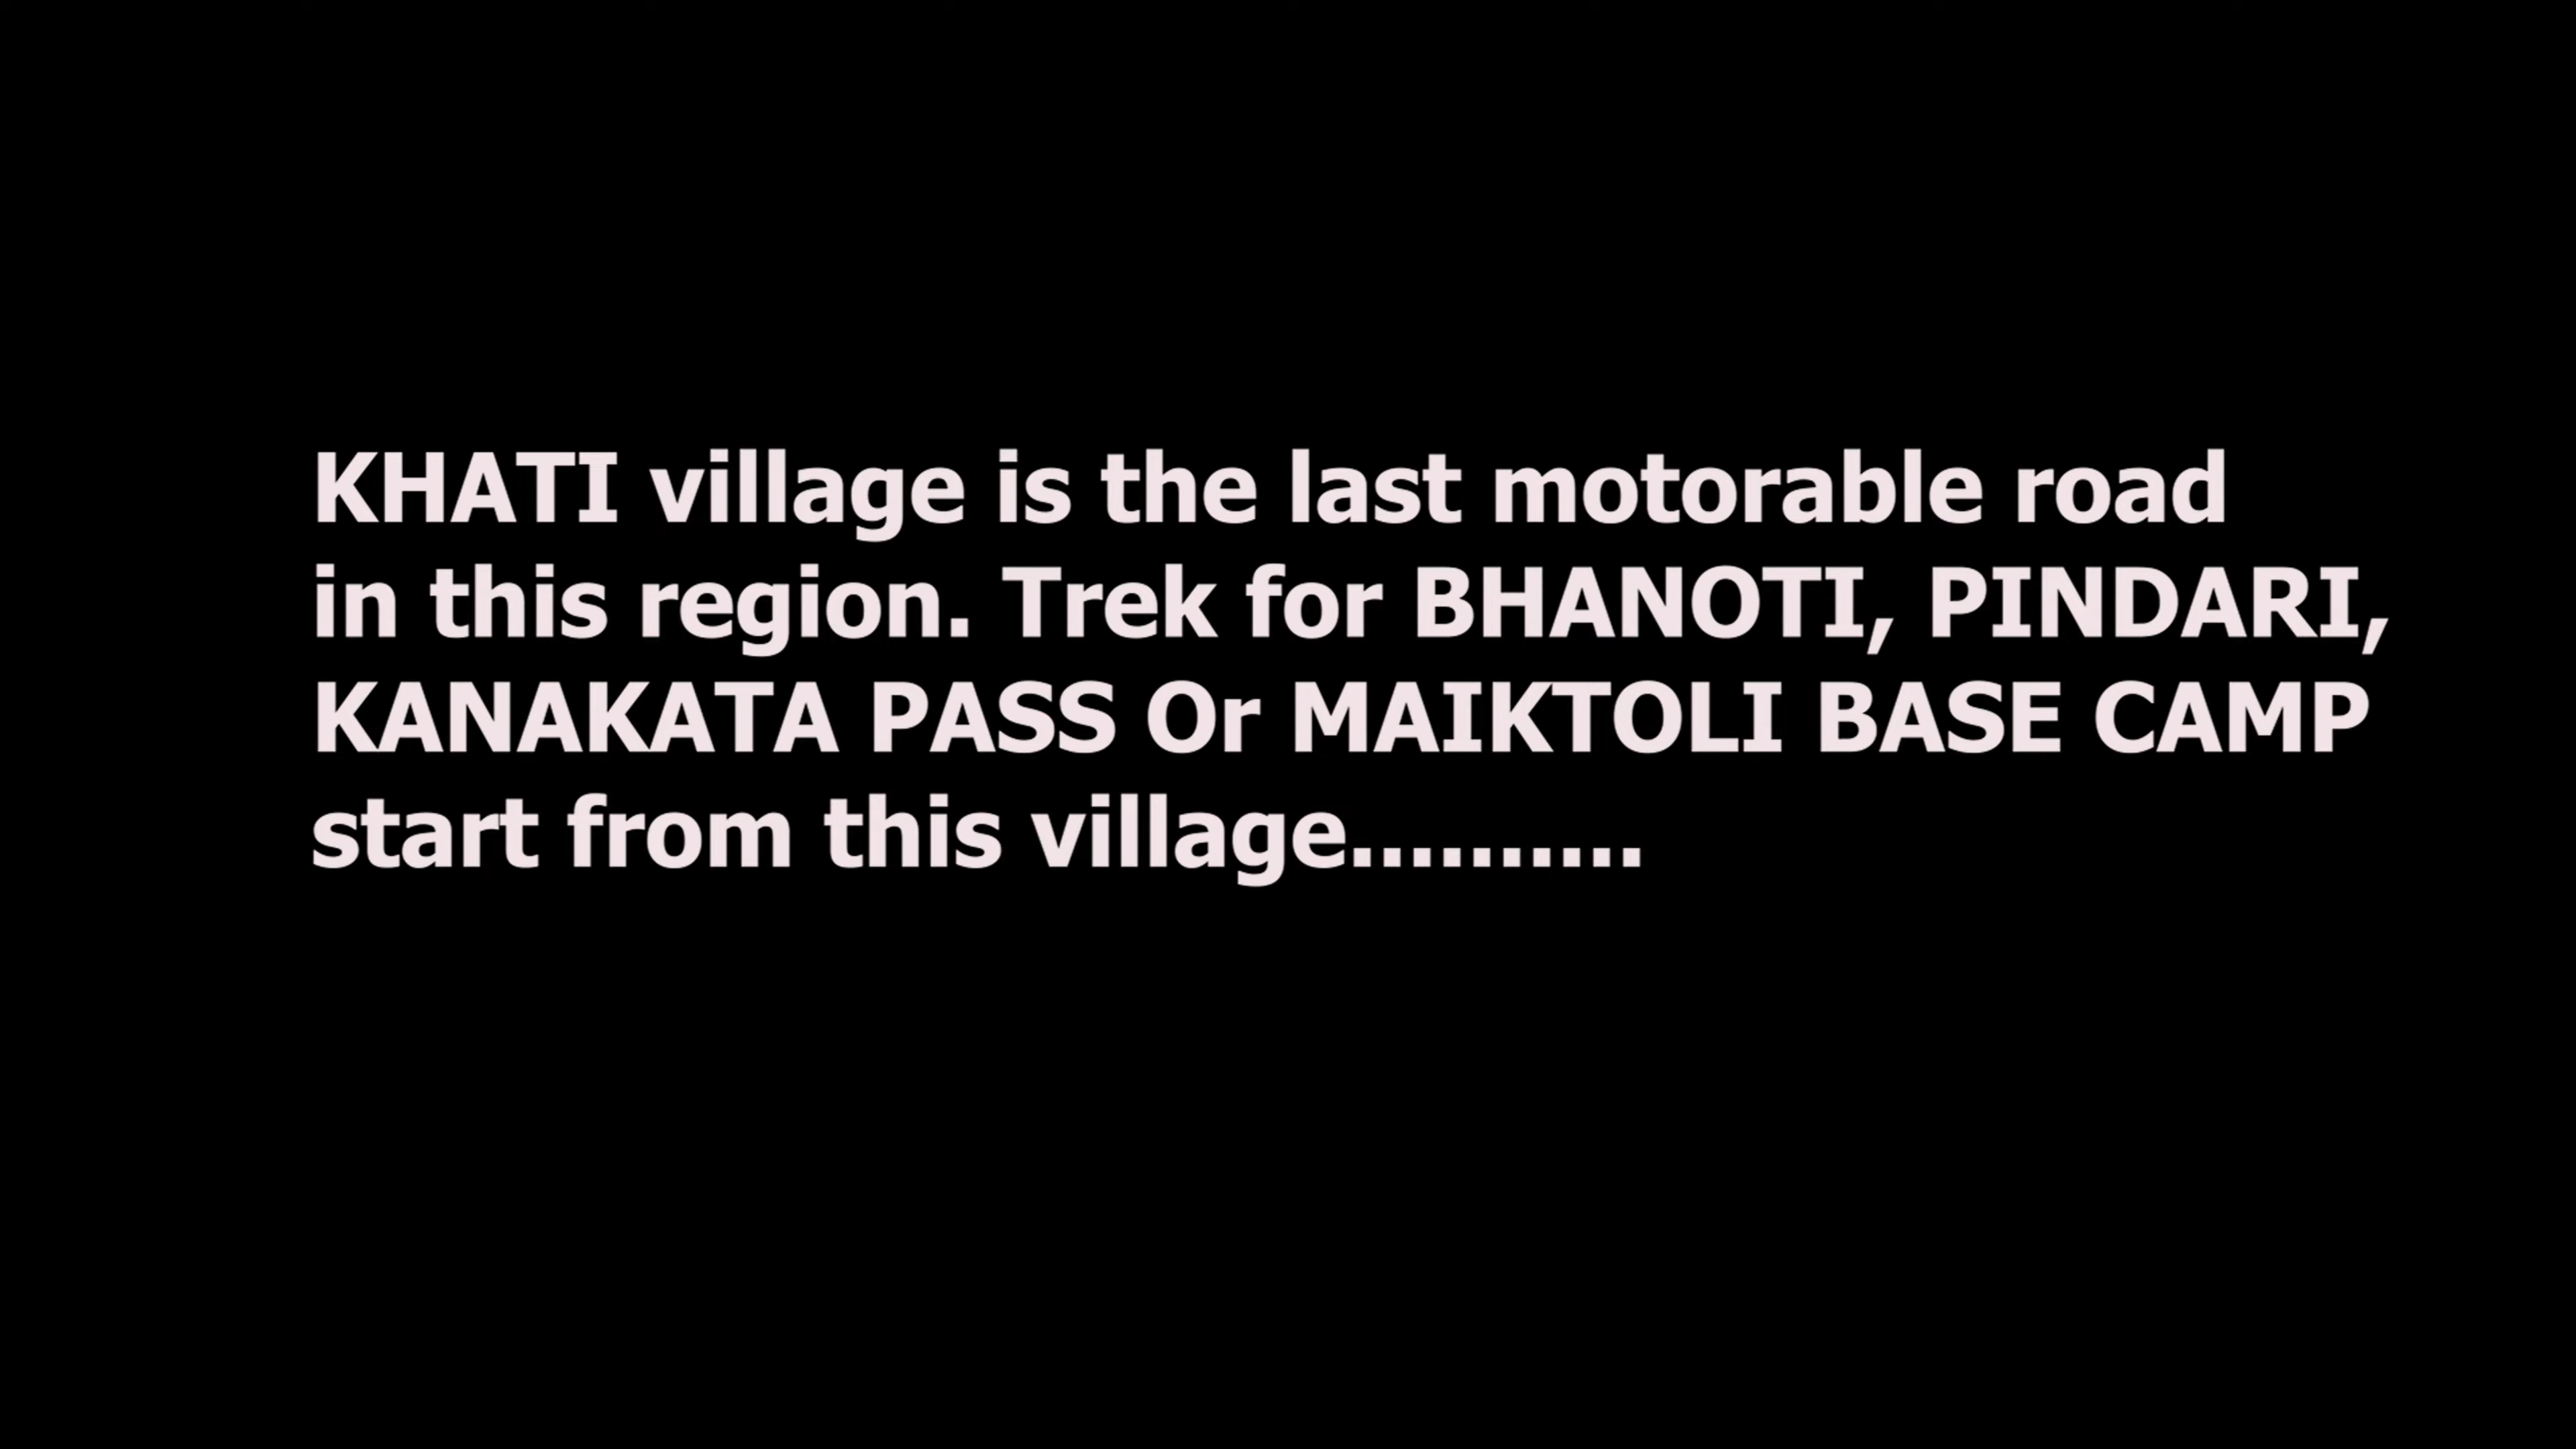 KHATI village is the last motorable road
in this region. Trek for BHANOTI, PINDARI,
KANAKATA PASS Or MAIKTOLI BASE CAMP
start from this village..........